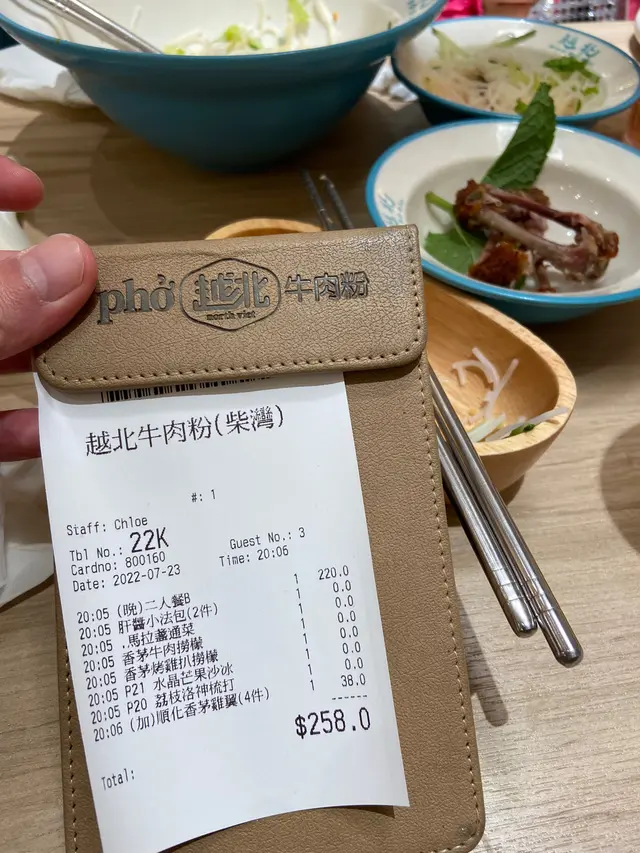 phở 越北 牛肉粉
north viet
越北牛肉粉(柴灣)
#: 1
Staff: Chloe
Tbl No.: 22K
Guest No.: 3
Cardno: 800160
Time: 20:06
Date: 2022-07-23
20:05 (晚)二人餐B 1 220.0
20:05 肝醬小法包(2件) 1 0.0
20:05 .馬拉盞通菜 1 0.0
20:05 香茅牛肉撈檬 1 0.0
20:05 香茅烤雞扒撈檬 1 0.0
20:05 P21 水晶芒果沙冰 1 0.0
20:05 P20 荔枝洛神梳打 1 0.0
20:06 (加)順化香茅雞翼(4件) 1 38.0
------
$258.0
Total: